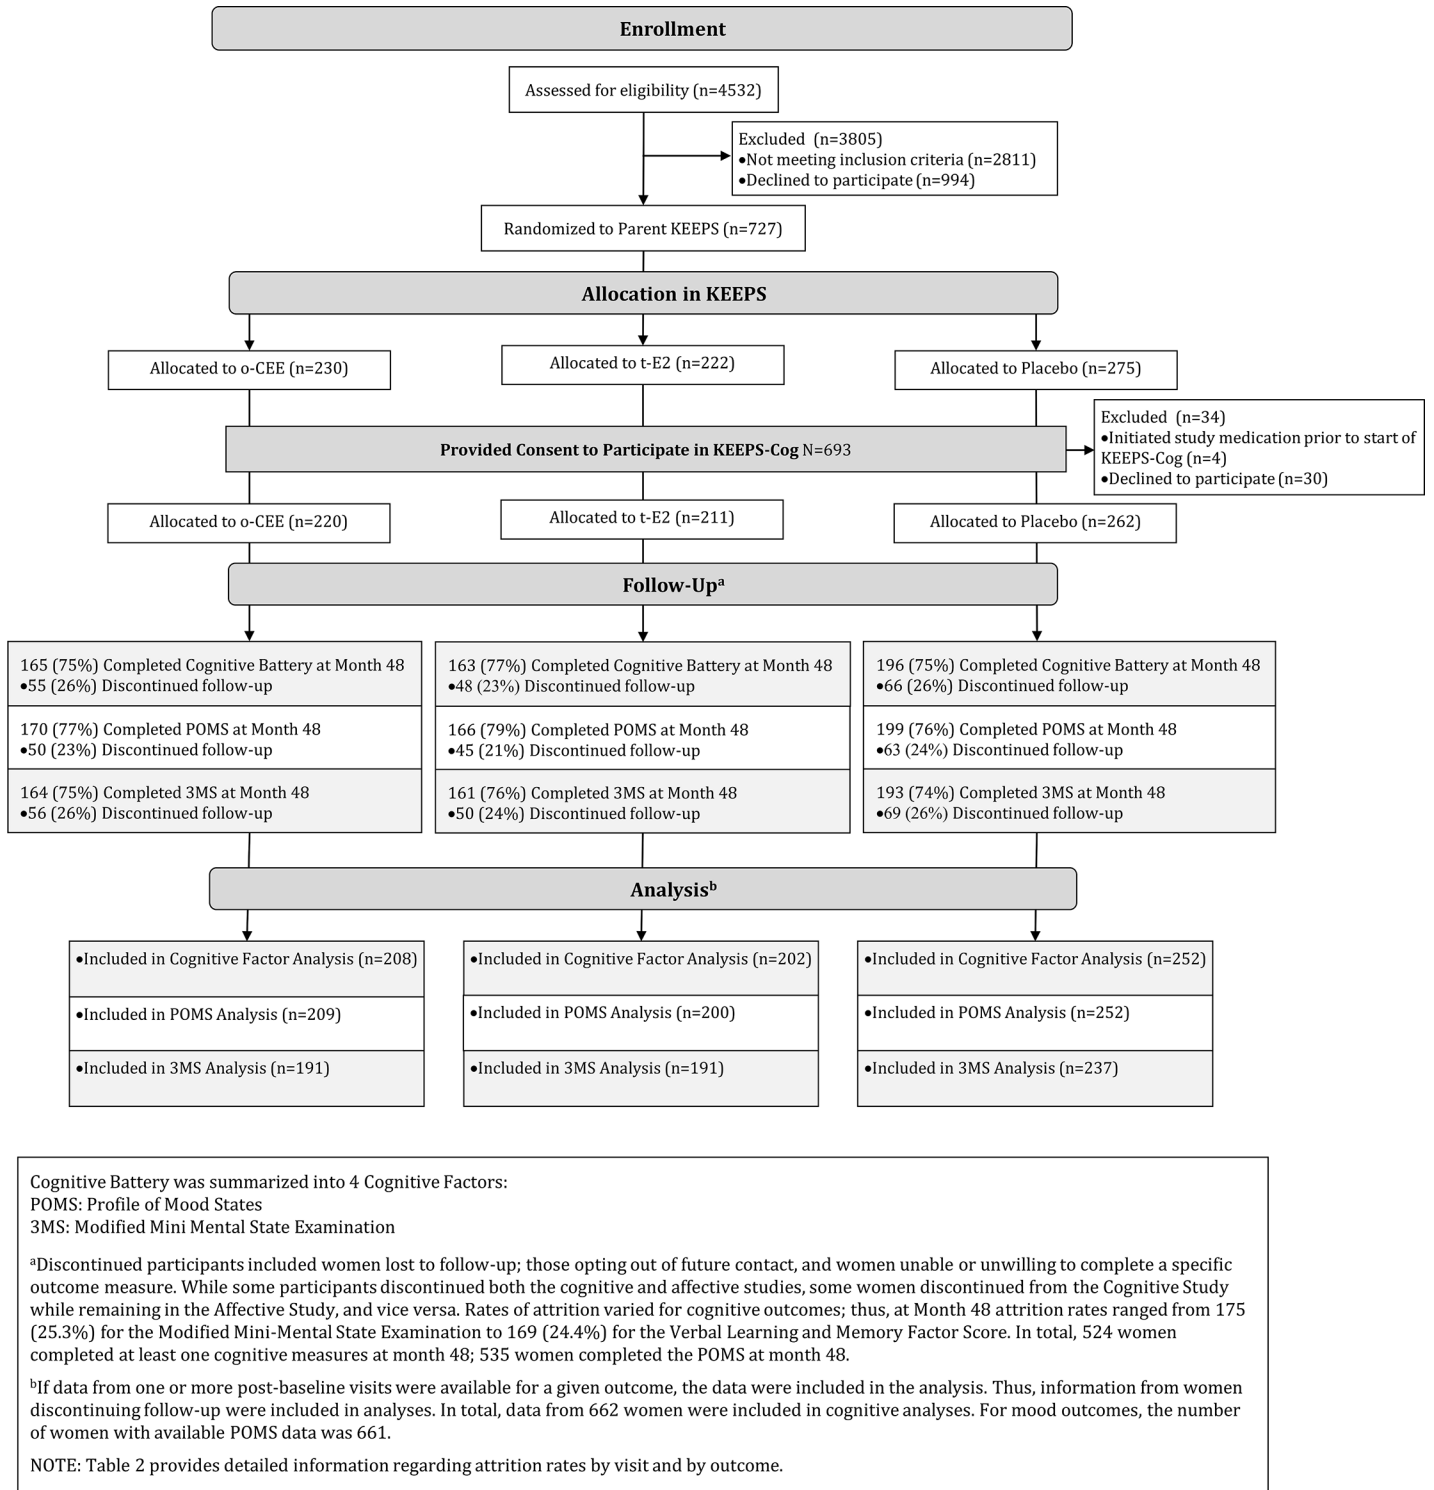 Enrollment
Assessed for eligibility (n=4532)
Excluded  (n=3805)
•Not meeting inclusion criteria (n=2811)
•Declined to participate (n=994)
Randomized to Parent KEEPS (n=727)
Allocation in KEEPS
Allocated to o-CEE (n=230)
Allocated to t-E2 (n=222)
Allocated to Placebo (n=275)
Excluded  (n=34)
•Initiated study medication prior to start of
KEEPS-Cog (n=4)
•Declined to participate (n=30)
Provided Consent to Participate in KEEPS-Cog N=693
Allocated to o-CEE (n=220)
Allocated to t-E2 (n=211)
Allocated to Placebo (n=262)
Follow-Upᵃ
165 (75%) Completed Cognitive Battery at Month 48
•55 (26%) Discontinued follow-up
170 (77%) Completed POMS at Month 48
•50 (23%) Discontinued follow-up
164 (75%) Completed 3MS at Month 48
•56 (26%) Discontinued follow-up
163 (77%) Completed Cognitive Battery at Month 48
•48 (23%) Discontinued follow-up
166 (79%) Completed POMS at Month 48
•45 (21%) Discontinued follow-up
161 (76%) Completed 3MS at Month 48
•50 (24%) Discontinued follow-up
196 (75%) Completed Cognitive Battery at Month 48
•66 (26%) Discontinued follow-up
199 (76%) Completed POMS at Month 48
•63 (24%) Discontinued follow-up
193 (74%) Completed 3MS at Month 48
•69 (26%) Discontinued follow-up
Analysisᵇ
•Included in Cognitive Factor Analysis (n=208)
•Included in POMS Analysis (n=209)
•Included in 3MS Analysis (n=191)
•Included in Cognitive Factor Analysis (n=202)
•Included in POMS Analysis (n=200)
•Included in 3MS Analysis (n=191)
•Included in Cognitive Factor Analysis (n=252)
•Included in POMS Analysis (n=252)
•Included in 3MS Analysis (n=237)
Cognitive Battery was summarized into 4 Cognitive Factors:
POMS: Profile of Mood States
3MS: Modified Mini Mental State Examination
ᵃDiscontinued participants included women lost to follow-up; those opting out of future contact, and women unable or unwilling to complete a specific
outcome measure. While some participants discontinued both the cognitive and affective studies, some women discontinued from the Cognitive Study
while remaining in the Affective Study, and vice versa. Rates of attrition varied for cognitive outcomes; thus, at Month 48 attrition rates ranged from 175
(25.3%) for the Modified Mini-Mental State Examination to 169 (24.4%) for the Verbal Learning and Memory Factor Score. In total, 524 women
completed at least one cognitive measures at month 48; 535 women completed the POMS at month 48.
ᵇIf data from one or more post-baseline visits were available for a given outcome, the data were included in the analysis. Thus, information from women
discontinuing follow-up were included in analyses. In total, data from 662 women were included in cognitive analyses. For mood outcomes, the number
of women with available POMS data was 661.
NOTE: Table 2 provides detailed information regarding attrition rates by visit and by outcome.